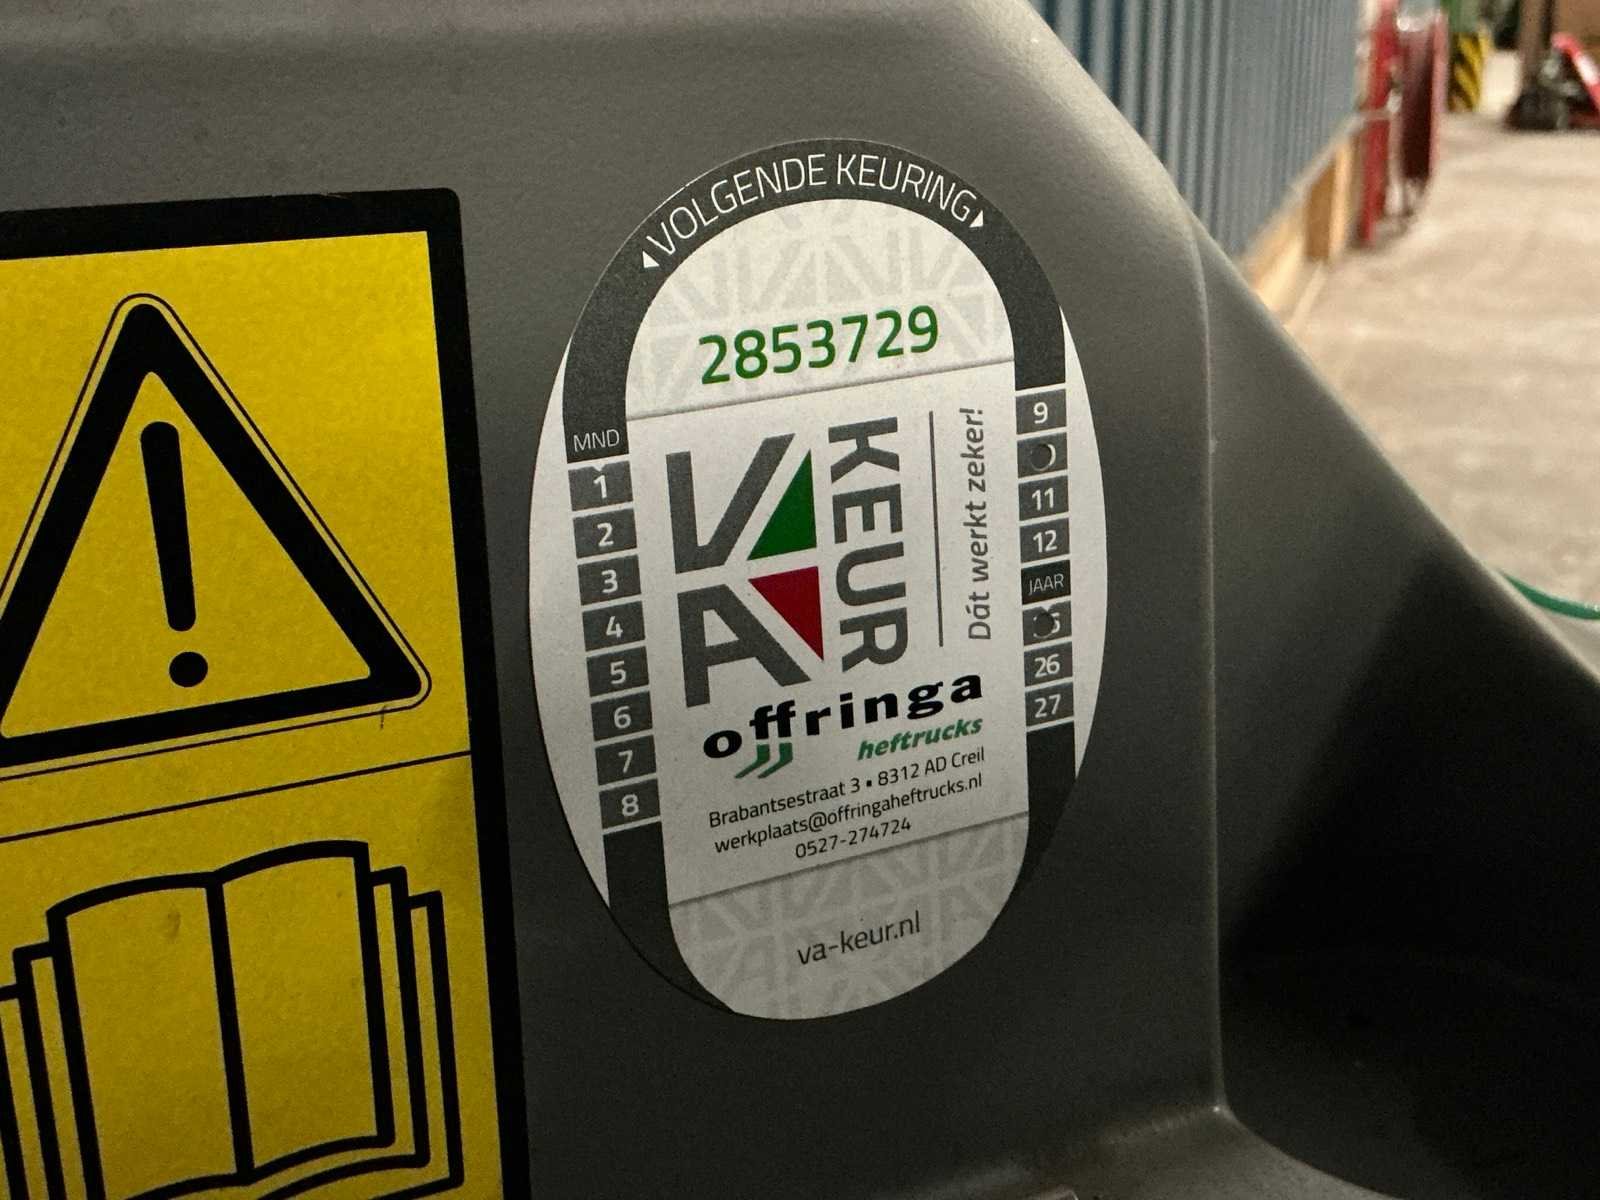 VOLGENDE KEURING
2853729
MND
1
2
3
4
5
6
7
8
9
11
12
JAAR
26
27
VA
KEUR
Dát werkt zeker!
offringa
heftrucks
Brabantsestraat 3 ▪ 8312 AD Creil
werkplaats@offringaheftrucks.nl
0527-274724
va-keur.nl